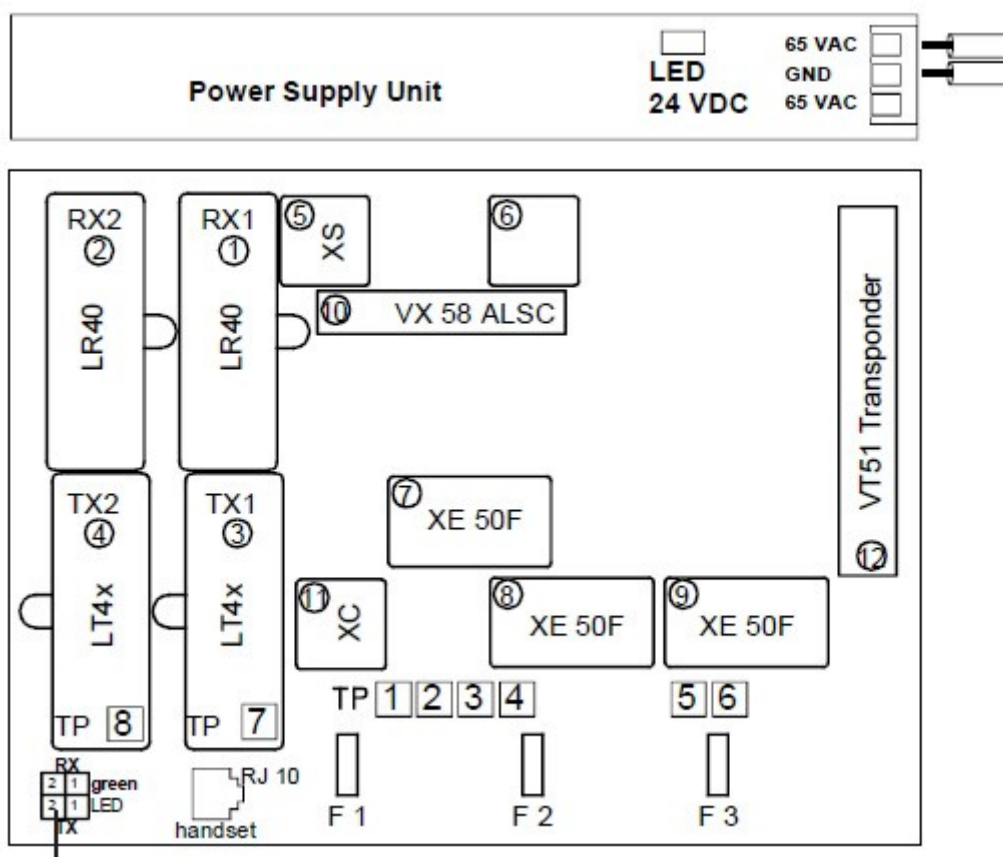 65 VAC
LED GND
Power Supply Unit
24 VDC 65 VAC
RX2 RX1 5 6
2 1 XS
10 VX 58 ALSC
LR40 LR40
VT51 Transponder
12
TX2 TX1 7
4 3 XE 50F
11 8 9
LT4x LT4x XC XE 50F XE 50F
TP 1 2 3 4 5 6
TP 8 TP 7
RX
2 1 green
2 1 LED
TX
RJ 10
handset
F 1 F 2 F 3